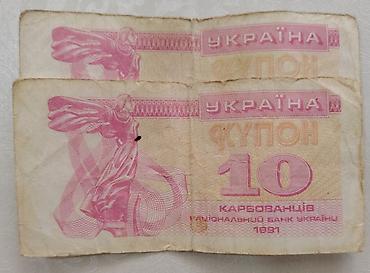 УКРАЇНА
КУПОН
УКРАЇНА
КУПОН
10
КАРБОВАНЦІВ
НАЦІОНАЛЬНИЙ БАНК УКРАЇНИ
1991